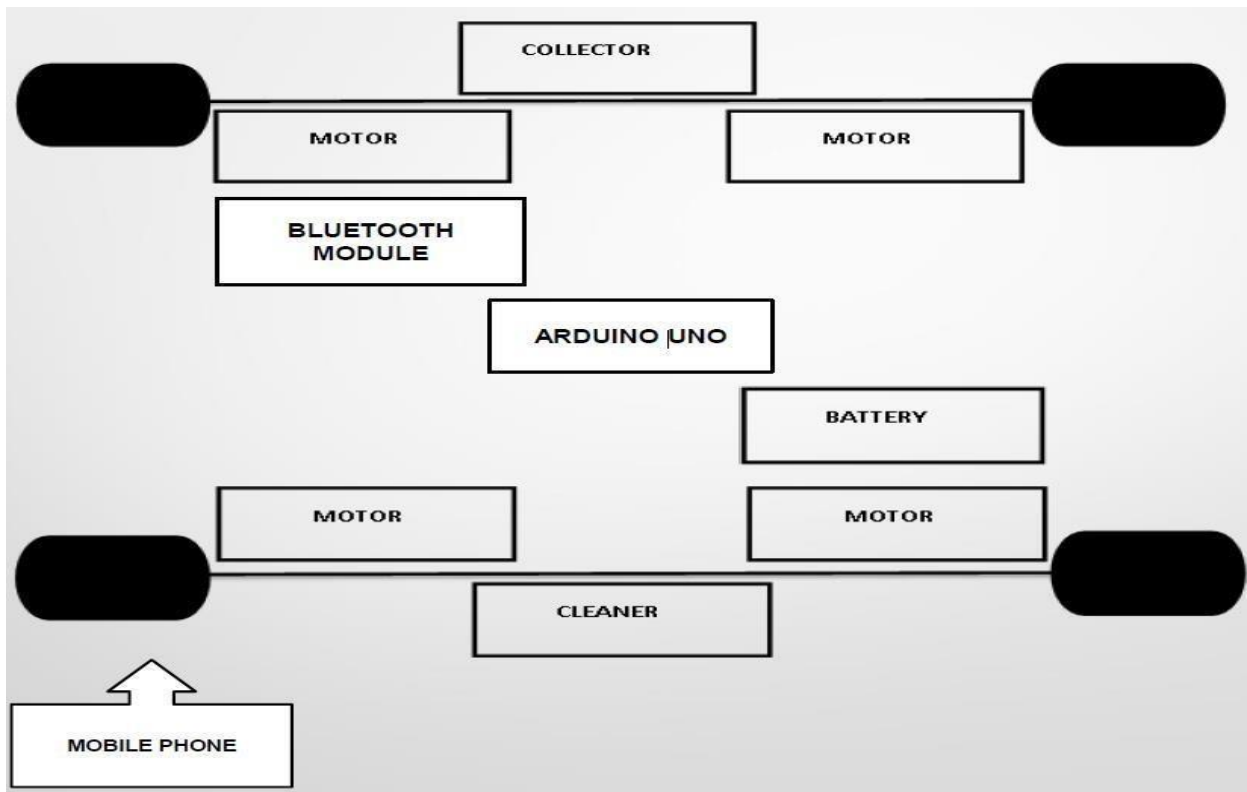 COLLECTOR
MOTOR
MOTOR
BLUETOOTH
MODULE
ARDUINO UNO
BATTERY
MOTOR
MOTOR
CLEANER
MOBILE PHONE